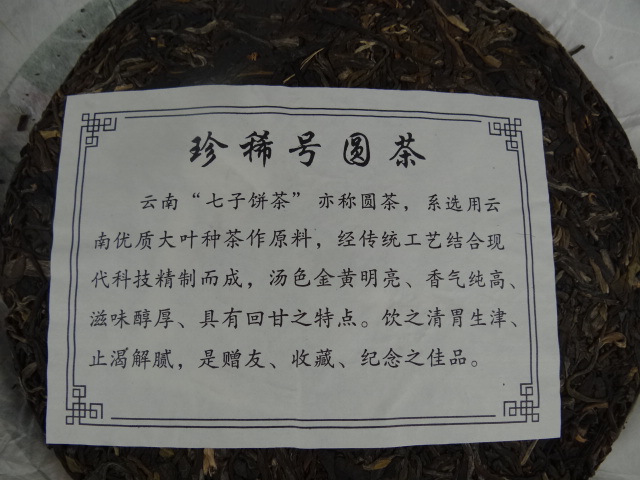 珍稀号圆茶
云南“七子饼茶”亦称圆茶，系选用云
南优质大叶种茶作原料，经传统工艺结合现
代科技精制而成，汤色金黄明亮、香气纯高、
滋味醇厚、具有回甘之特点。饮之清胃生津、
止渴解腻，是赠友、收藏、纪念之佳品。